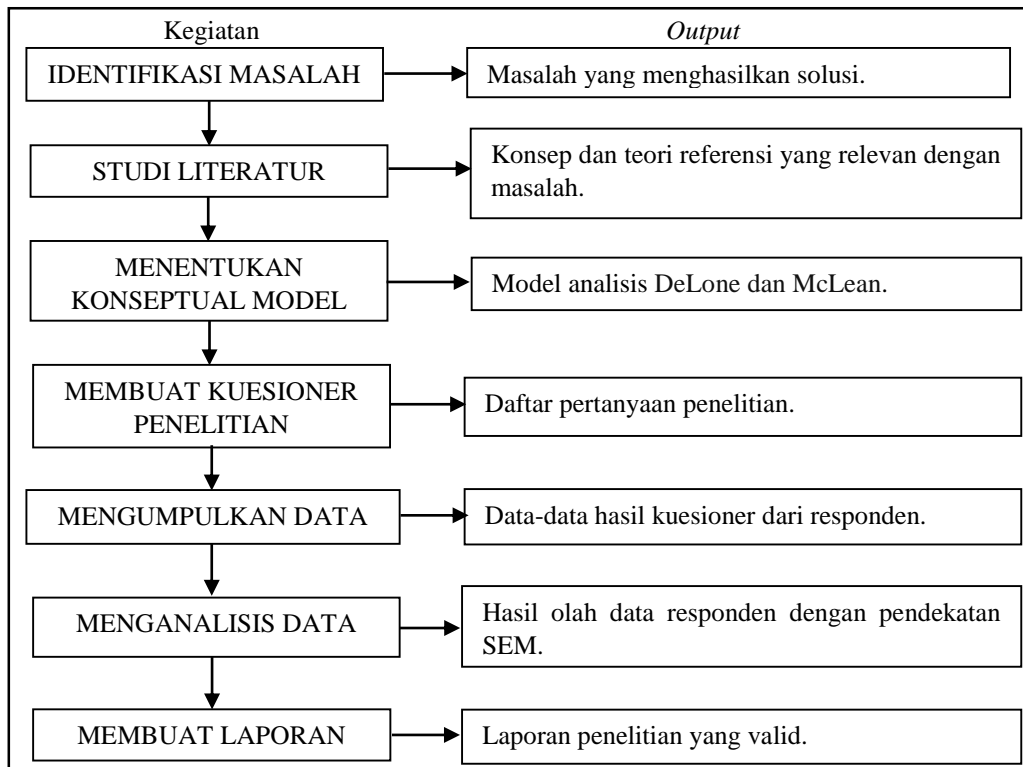 Kegiatan
Output
IDENTIFIKASI MASALAH
Masalah yang menghasilkan solusi.
STUDI LITERATUR
Konsep dan teori referensi yang relevan dengan
masalah.
MENENTUKAN
KONSEPTUAL MODEL
Model analisis DeLone dan McLean.
MEMBUAT KUESIONER
PENELITIAN
Daftar pertanyaan penelitian.
MENGUMPULKAN DATA
Data-data hasil kuesioner dari responden.
MENGANALISIS DATA
Hasil olah data responden dengan pendekatan
SEM.
MEMBUAT LAPORAN
Laporan penelitian yang valid.